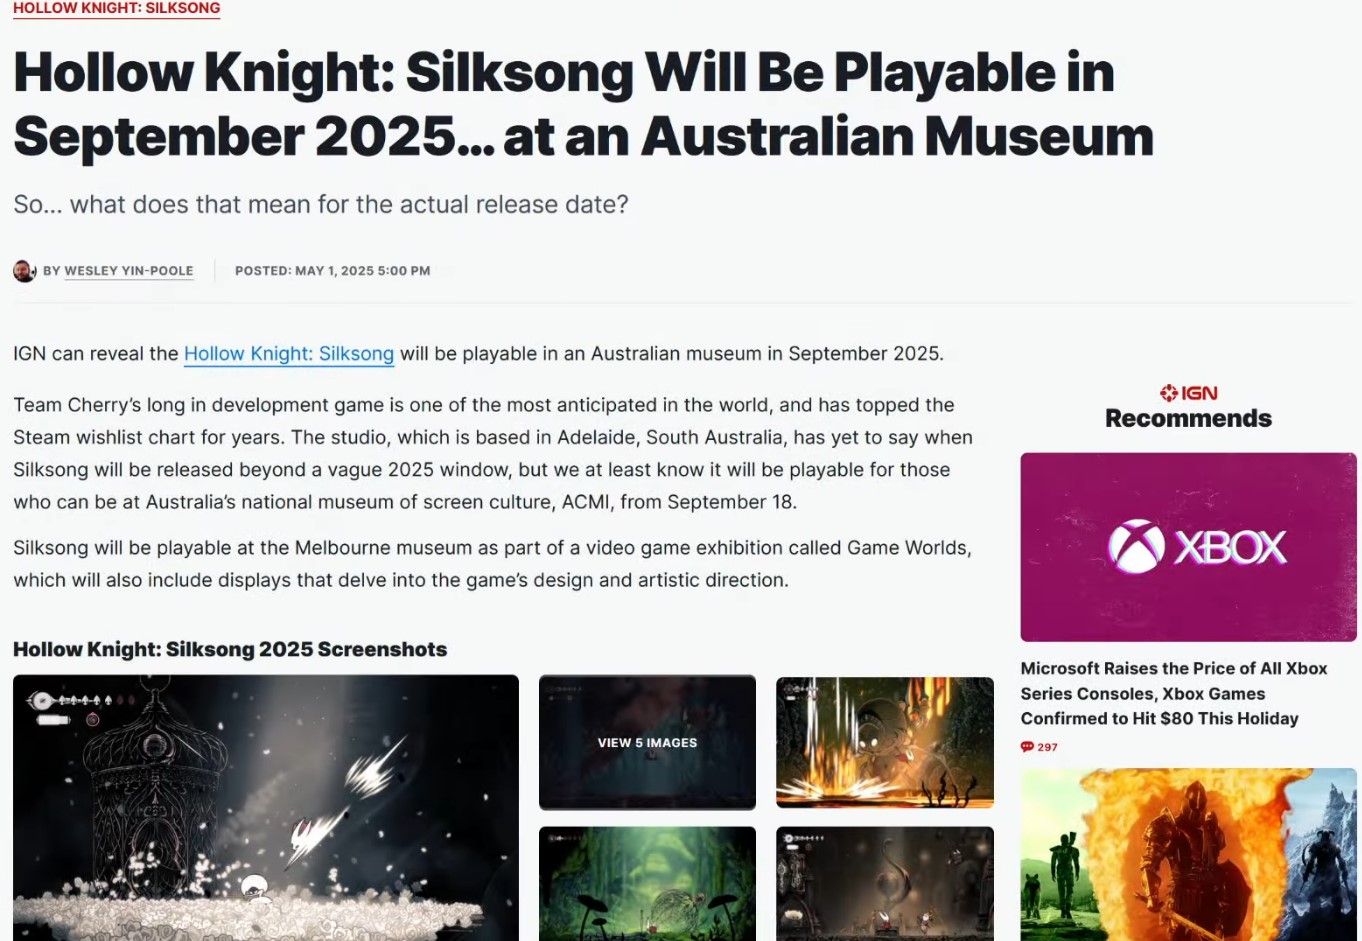 HOLLOW KNIGHT: SILKSONG
Hollow Knight: Silksong Will Be Playable in
September 2025... at an Australian Museum
So... what does that mean for the actual release date?
BY WESLEY YIN-POOLE
POSTED: MAY 1, 2025 5:00 PM
IGN can reveal the Hollow Knight: Silksong will be playable in an Australian museum in September 2025.
Team Cherry’s long in development game is one of the most anticipated in the world, and has topped the
Steam wishlist chart for years. The studio, which is based in Adelaide, South Australia, has yet to say when
Silksong will be released beyond a vague 2025 window, but we at least know it will be playable for those
who can be at Australia’s national museum of screen culture, ACMI, from September 18.
Silksong will be playable at the Melbourne museum as part of a video game exhibition called Game Worlds,
which will also include displays that delve into the game’s design and artistic direction.
Hollow Knight: Silksong 2025 Screenshots
VIEW 5 IMAGES
IGN
Recommends
XBOX
Microsoft Raises the Price of All Xbox
Series Consoles, Xbox Games
Confirmed to Hit $80 This Holiday
297